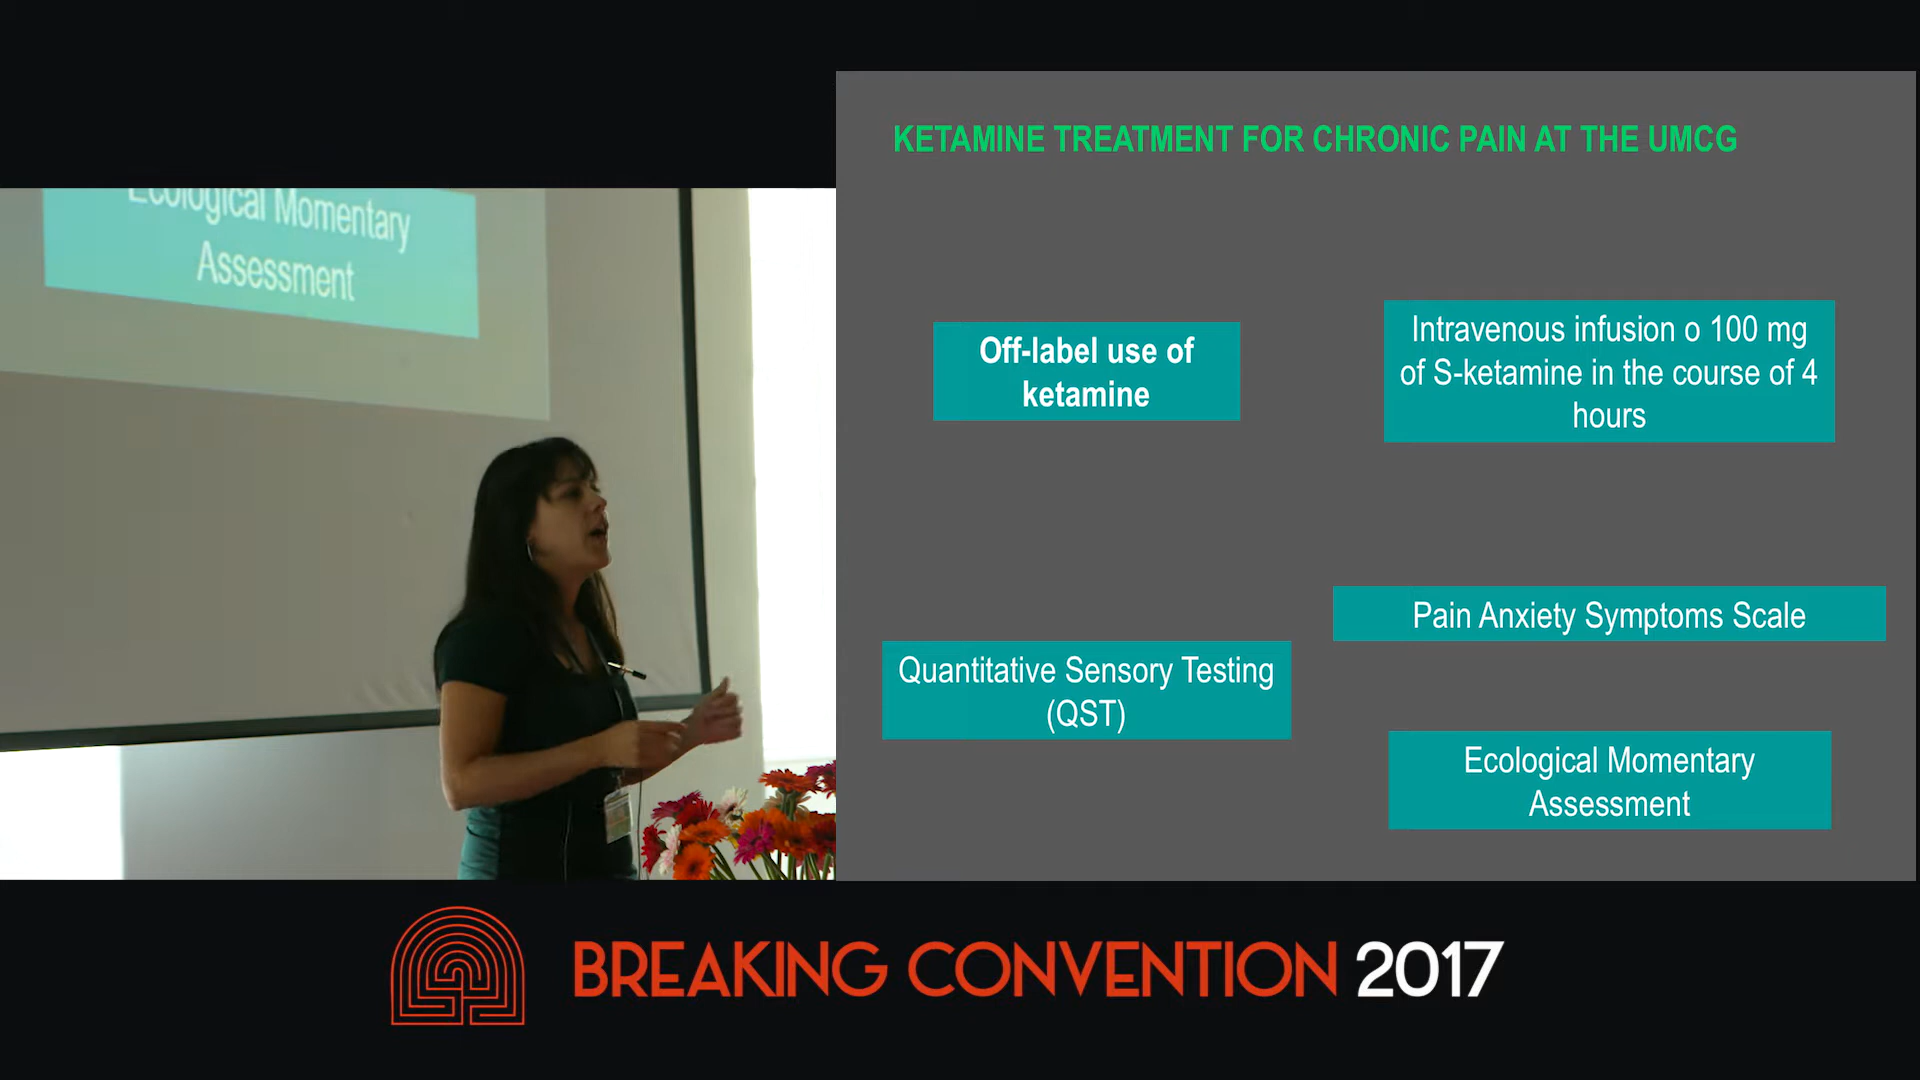 Ecological Momentary
Assessment
KETAMINE TREATMENT FOR CHRONIC PAIN AT THE UMCG
Off-label use of
ketamine
Intravenous infusion o 100 mg
of S-ketamine in the course of 4
hours
Quantitative Sensory Testing
(QST)
Pain Anxiety Symptoms Scale
Ecological Momentary
Assessment
BREAKING CONVENTION 2017